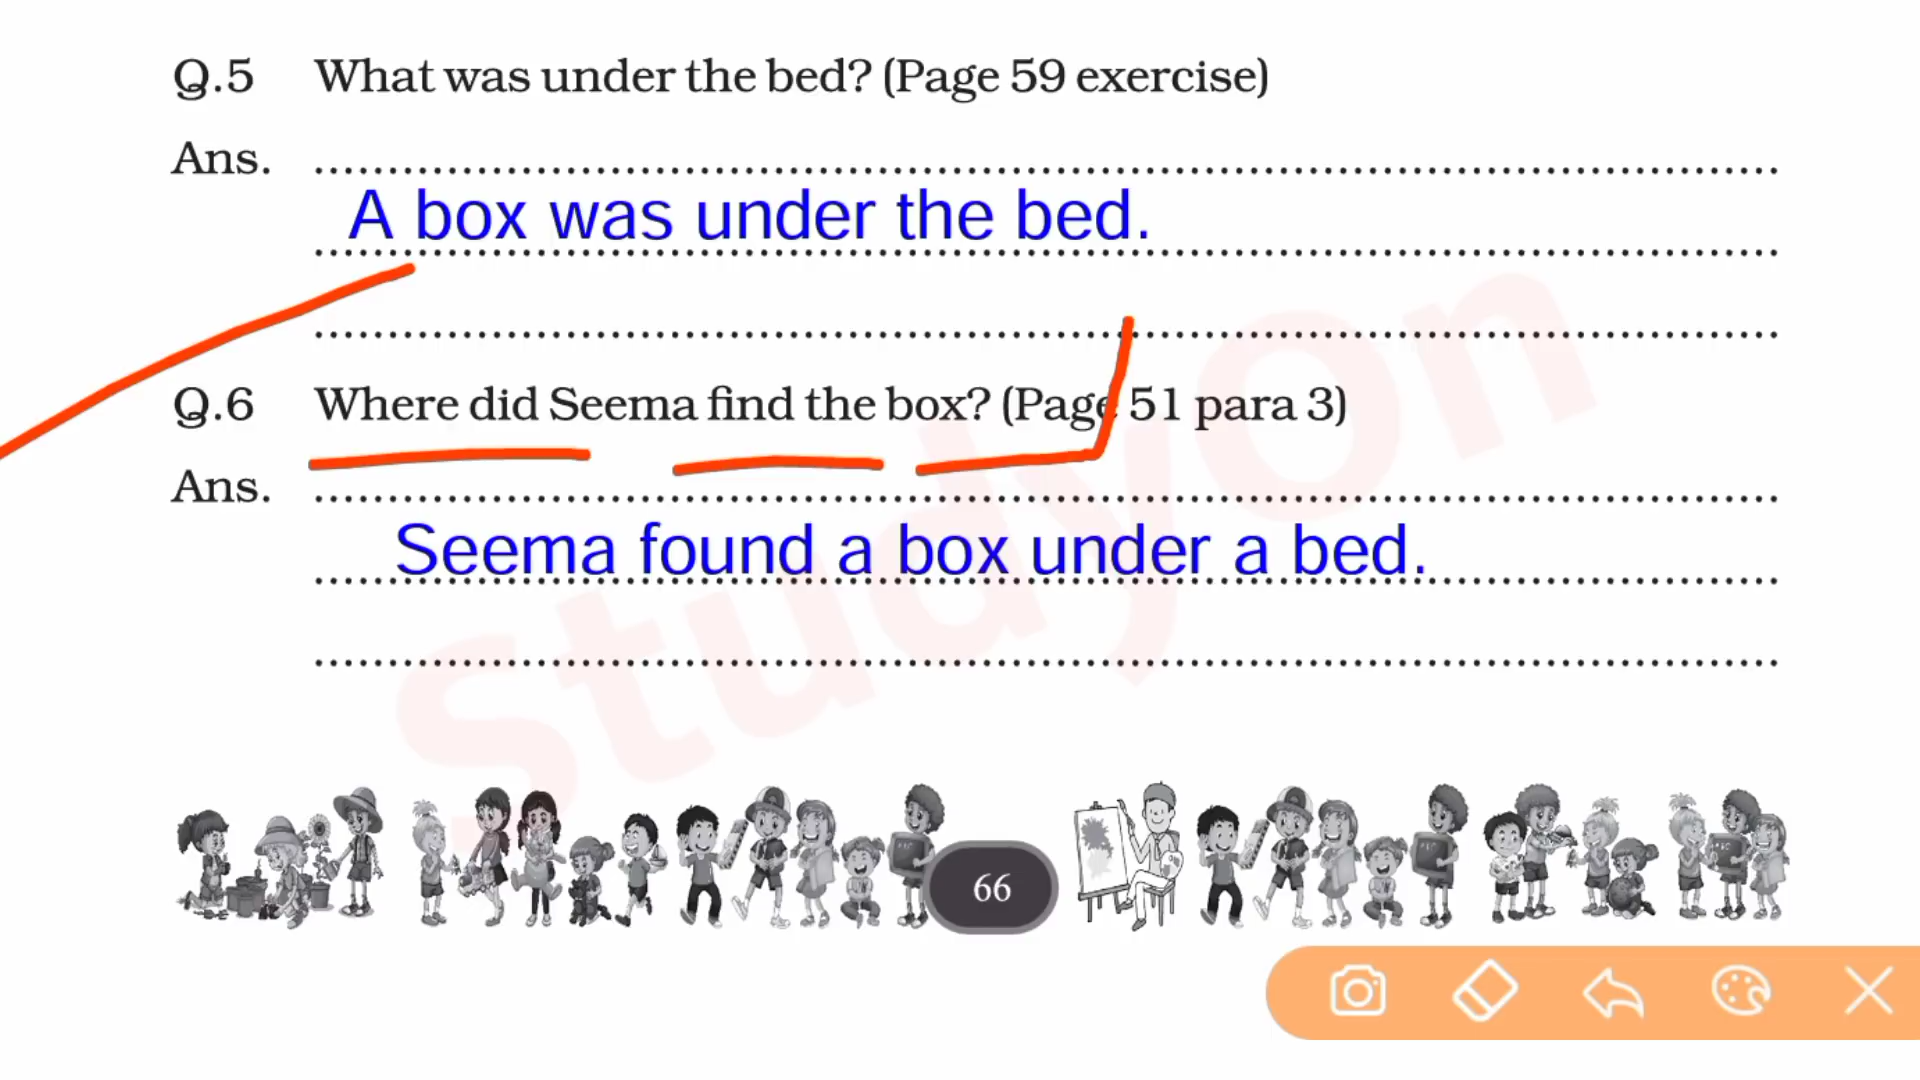 Q.5 What was under the bed? (Page 59 exercise)
Ans.
A box was under the bed.
Q.6 Where did Seema find the box? (Page 51 para 3)
Ans.
Seema found a box under a bed.
StudyOn
66